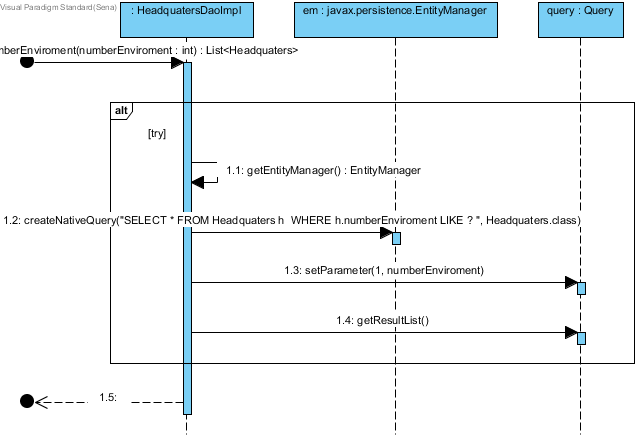 Visual Paradigm Standard(Sena)
: HeadquatersDaoImpl
em : javax.persistence.EntityManager
query : Query
nberEnviroment(numberEnviroment : int) : List<Headquaters>
alt
[try]
1.1: getEntityManager() : EntityManager
1.2: createNativeQuery("SELECT * FROM Headquaters h WHERE h.numberEnviroment LIKE ? ", Headquaters.class)
1.3: setParameter(1, numberEnviroment)
1.4: getResultList()
1.5: